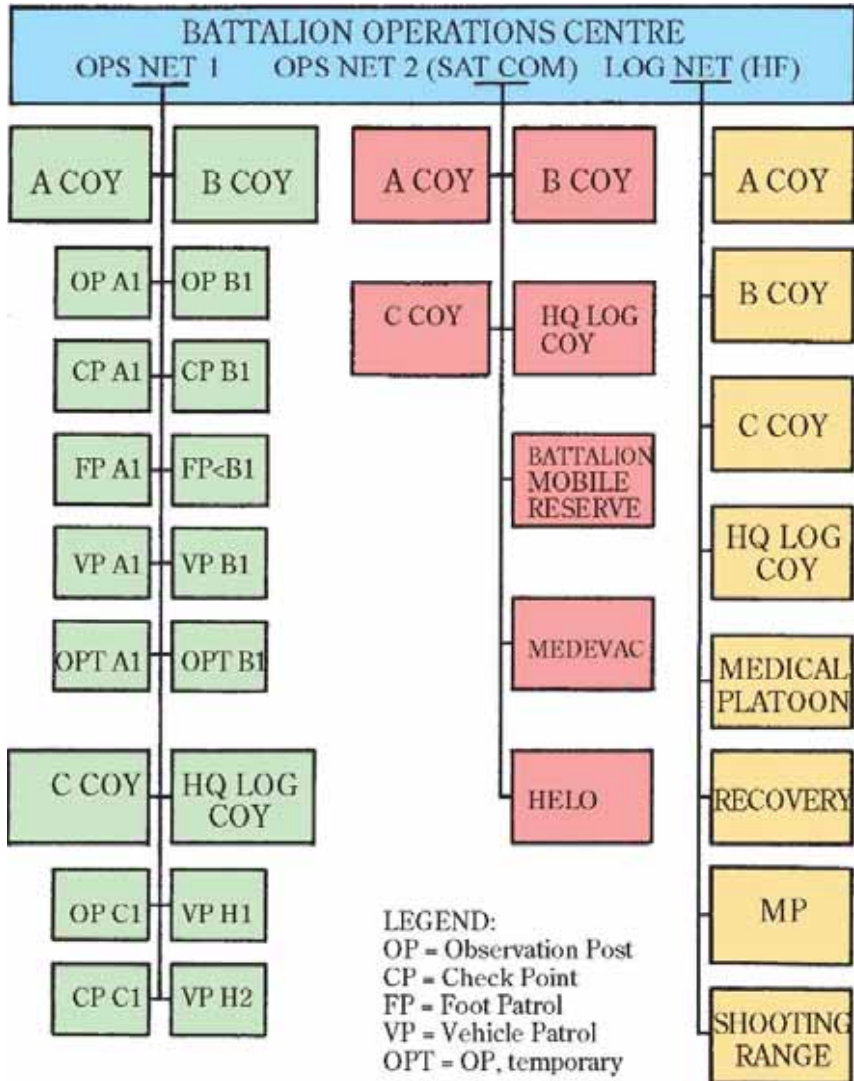 BATTALION OPERATIONS CENTRE
OPS NET 1 OPS NET 2 (SAT COM) LOG NET (HF)
A COY
B COY
OP A1
OP B1
CP A1
CP B1
FP A1
FP<B1
VP A1
VP B1
OPT A1
OPT B1
C COY
HQ LOG
COY
OP C1
VP H1
CP C1
VP H2
A COY
B COY
C COY
HQ LOG
COY
BATTALION
MOBILE
RESERVE
MEDEVAC
HELO
A COY
B COY
C COY
HQ LOG
COY
MEDICAL
PLATOON
RECOVERY
MP
SHOOTING
RANGE
LEGEND:
OP = Observation Post
CP = Check Point
FP = Foot Patrol
VP = Vehicle Patrol
OPT = OP, temporary